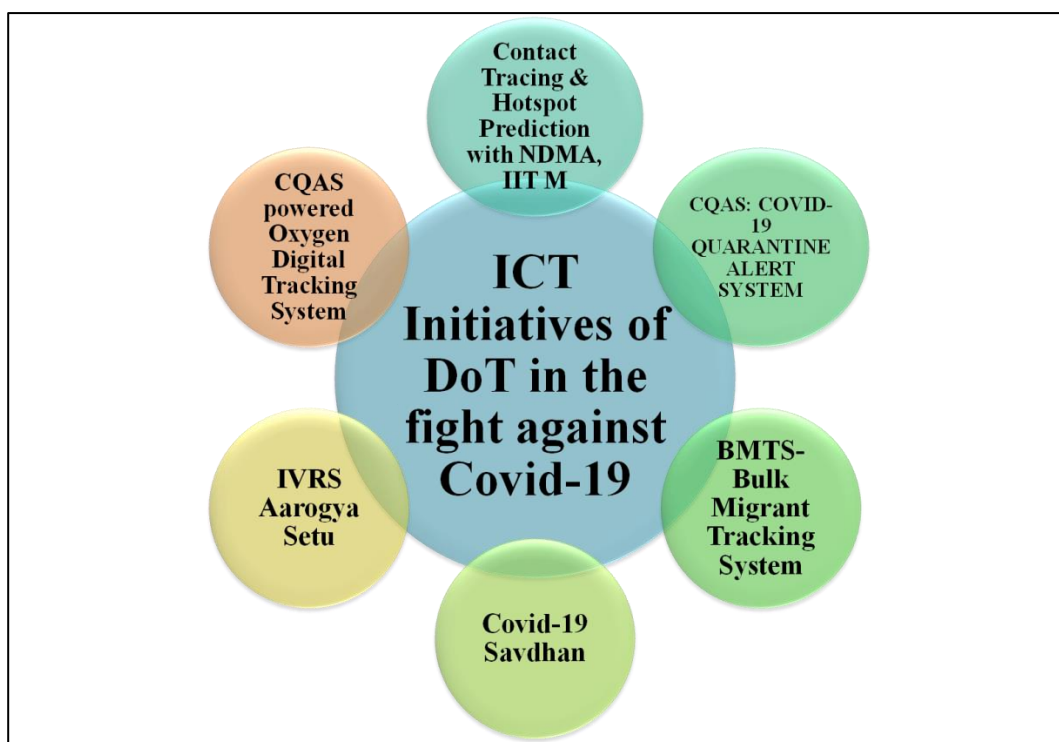 Contact
Tracing &
Hotspot
Prediction
with NDMA,
IIT M
CQAS: COVID-
19
QUARANTINE
ALERT
SYSTEM
BMTS-
Bulk
Migrant
Tracking
System
Covid-19
Savdhan
IVRS
Aarogya
Setu
CQAS
powered
Oxygen
Digital
Tracking
System
ICT
Initiatives of
DoT in the
fight against
Covid-19